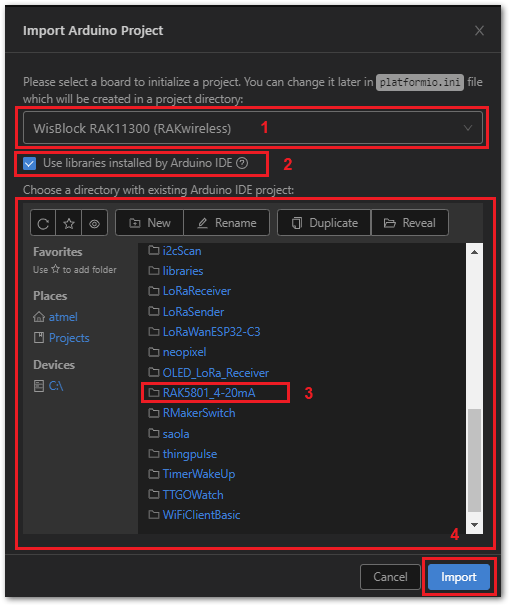 Import Arduino Project
Please select a board to initialize a project. You can change it later in platformio.ini file
which will be created in a project directory:
WisBlock RAK11300 (RAKwireless)
1
Use libraries installed by Arduino IDE
2
Choose a directory with existing Arduino IDE project:
New
Rename
Duplicate
Reveal
Favorites
Use ☆ to add folder
Places
atmel
Projects
Devices
C:\
i2cScan
libraries
LoRaReceiver
LoRaSender
LoRaWanESP32-C3
neopixel
OLED_LoRa_Receiver
RAK5801_4-20mA
3
RMakerSwitch
saola
thingpulse
TimerWakeUp
TTGOWatch
WiFiClientBasic
4
Cancel
Import